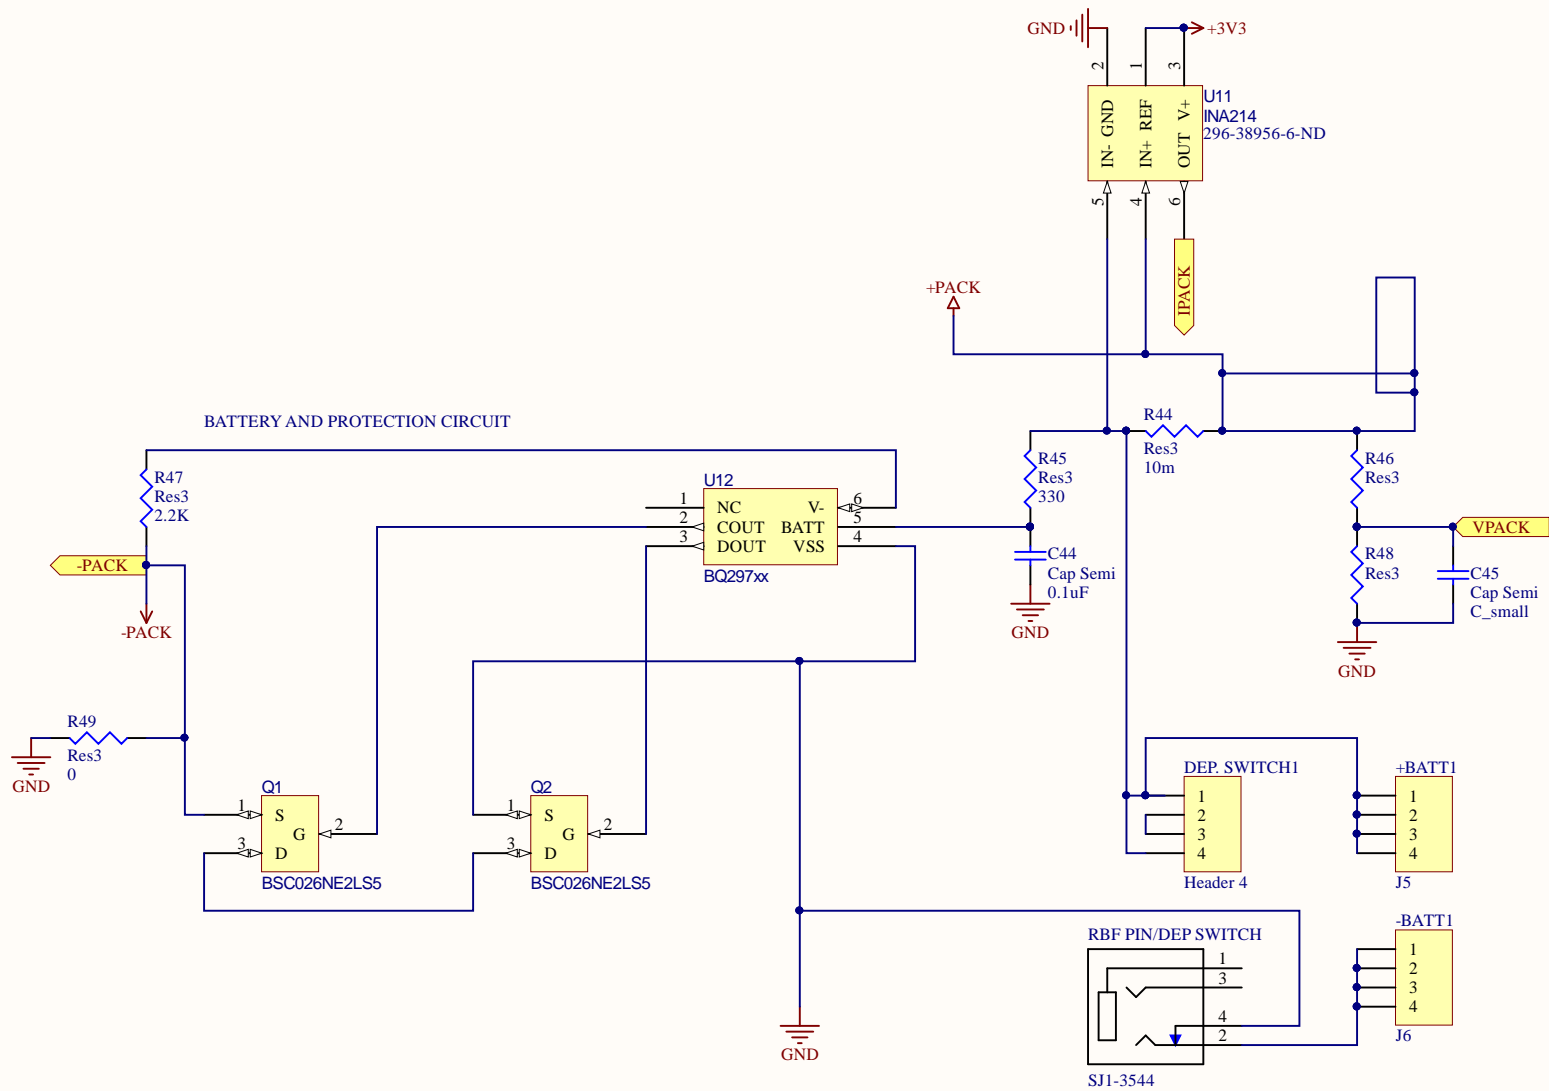 GND
+3V3
2
1
3
U11
INA214
296-38956-6-ND
GND
REF
V+
IN-
IN+
OUT
5
4
6
IPACK
+PACK
BATTERY AND PROTECTION CIRCUIT
R44
Res3
10m
R45
Res3
330
R46
Res3
R47
Res3
2.2K
U12
1
2
3
NC
COUT
DOUT
V-
BATT
VSS
6
5
4
BQ297xx
VPACK
-PACK
-PACK
C44
Cap Semi
0.1uF
GND
R48
Res3
C45
Cap Semi
C_small
GND
R49
Res3
0
GND
Q1
1
S
G
2
3
D
BSC026NE2LS5
Q2
1
S
G
2
3
D
BSC026NE2LS5
DEP. SWITCH1
1
2
3
4
Header 4
+BATT1
1
2
3
4
J5
RBF PIN/DEP SWITCH
1
3
4
2
SJ1-3544
-BATT1
1
2
3
4
J6
GND